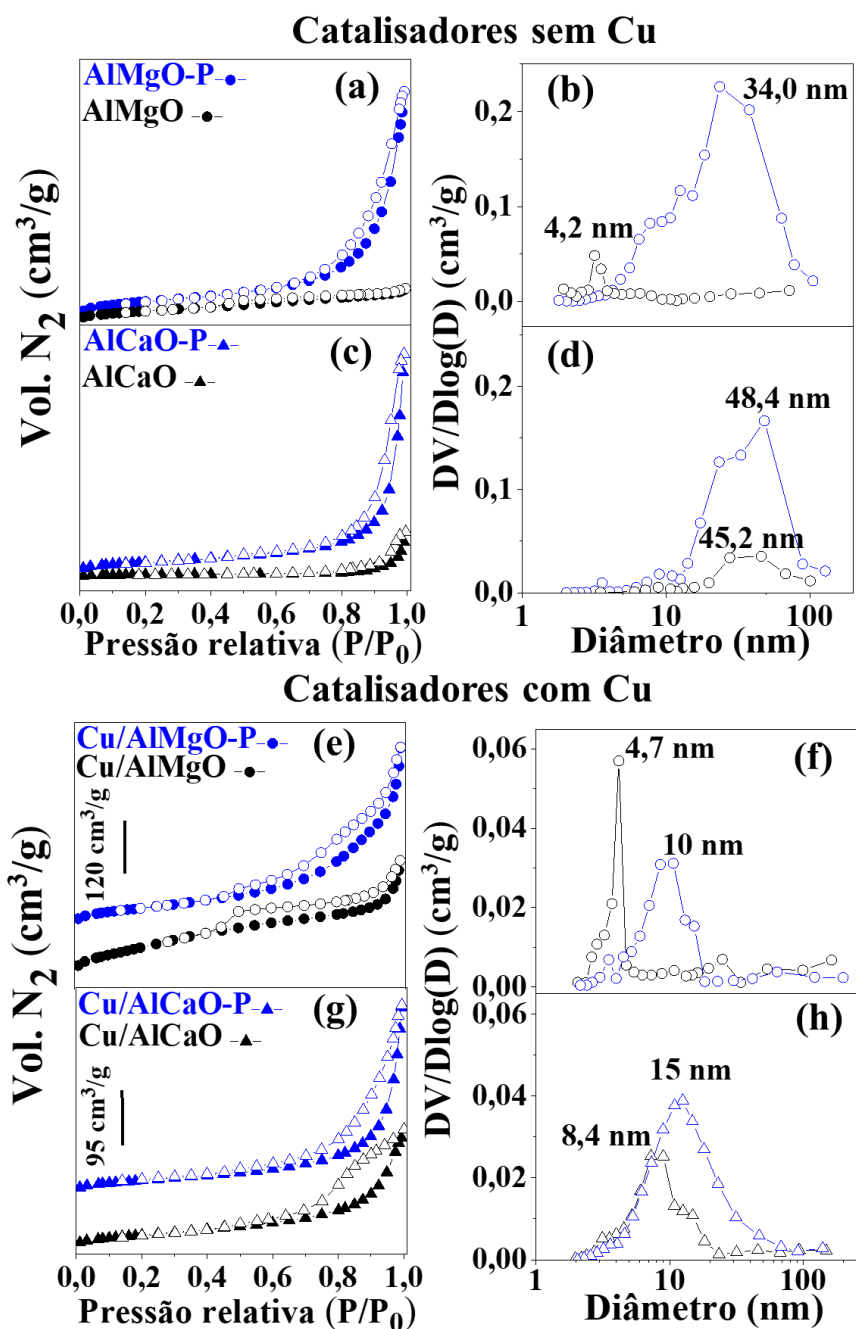 Catalisadores sem Cu
AlMgO-P
AlMgO
(a)
Vol. N2 (cm3/g)
AlCaO-P
AlCaO
(c)
0,0 0,2 0,4 0,6 0,8 1,0
Pressão relativa (P/P0)
(b)
34,0 nm
4,2 nm
0,2
0,1
0,0
DV/Dlog(D) (cm3/g)
(d)
48,4 nm
45,2 nm
0,2
0,1
0,0
1 10 100
Diâmetro (nm)
Catalisadores com Cu
Cu/AlMgO-P
Cu/AlMgO
(e)
120 cm3/g
Vol. N2 (cm3/g)
Cu/AlCaO-P
Cu/AlCaO
(g)
95 cm3/g
0,0 0,2 0,4 0,6 0,8 1,0
Pressão relativa (P/P0)
0,06
0,04
0,02
0,00
4,7 nm
(f)
10 nm
DV/Dlog(D) (cm3/g)
0,06
0,04
0,02
0,00
(h)
15 nm
8,4 nm
1 10 100
Diâmetro (nm)